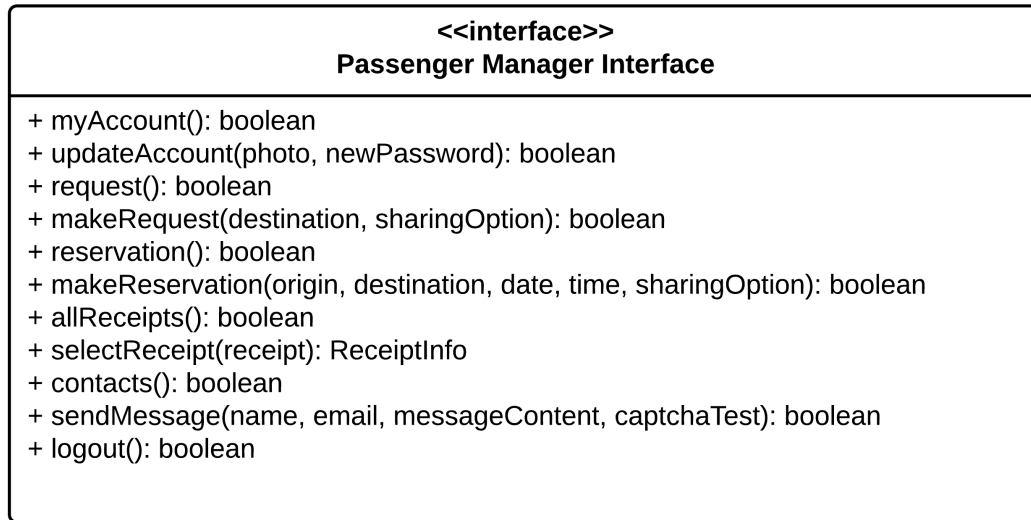 <<interface>>
Passenger Manager Interface
+ myAccount(): boolean
+ updateAccount(photo, newPassword): boolean
+ request(): boolean
+ makeRequest(destination, sharingOption): boolean
+ reservation(): boolean
+ makeReservation(origin, destination, date, time, sharingOption): boolean
+ allReceipts(): boolean
+ selectReceipt(receipt): ReceiptInfo
+ contacts(): boolean
+ sendMessage(name, email, messageContent, captchaTest): boolean
+ logout(): boolean